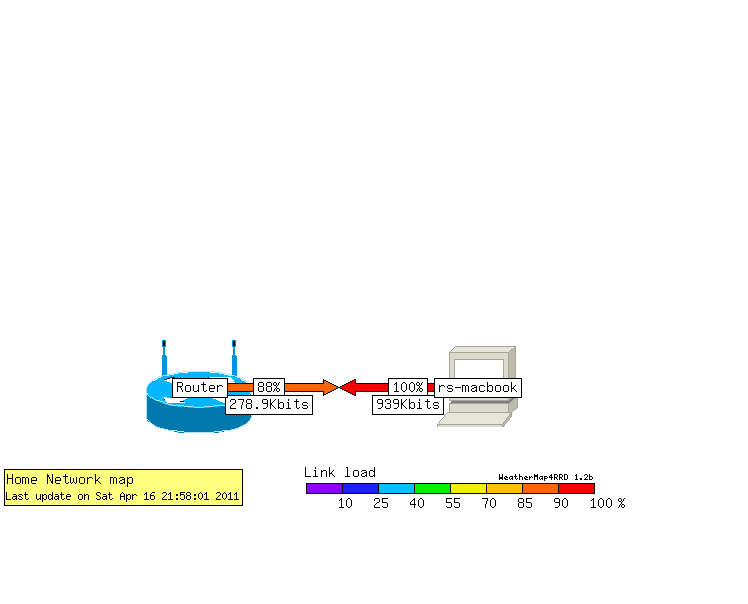 Router
88%
100%
rs-macbook
278.9Kbits
939Kbits
Home Network map
Last update on Sat Apr 16 21:58:01 2011
Link load
WeatherMap4RRD 1.2b
10 25 40 55 70 85 90 100 %